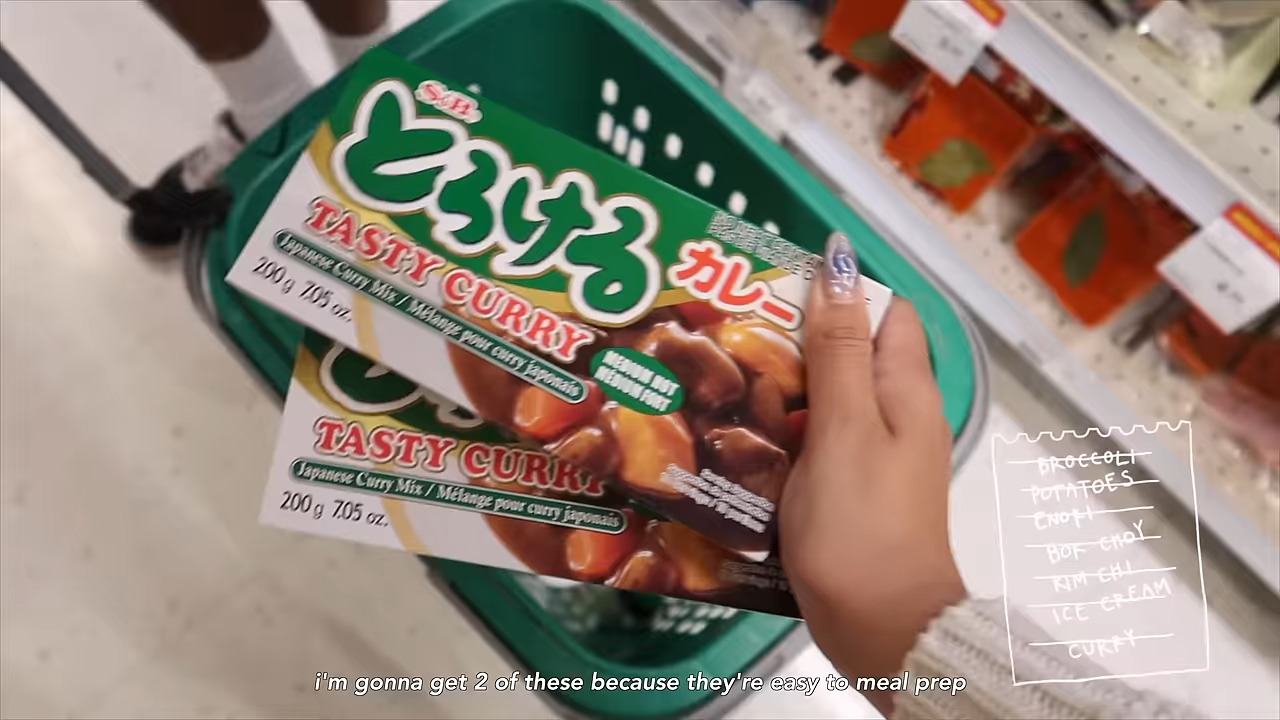 S&B
とろける
カレー
TASTY CURRY
Japanese Curry Mix / Mélange pour curry japonais
200g 7.05 oz.
MEDIUM HOT
MEDIUM FORT
TASTY CURRY
Japanese Curry Mix / Mélange pour curry japonais
200g 7.05 oz.
BROCCOLI
POTATOES
ENOKI
BOK CHOY
KIM CHI
ICE CREAM
CURRY
i'm gonna get 2 of these because they're easy to meal prep